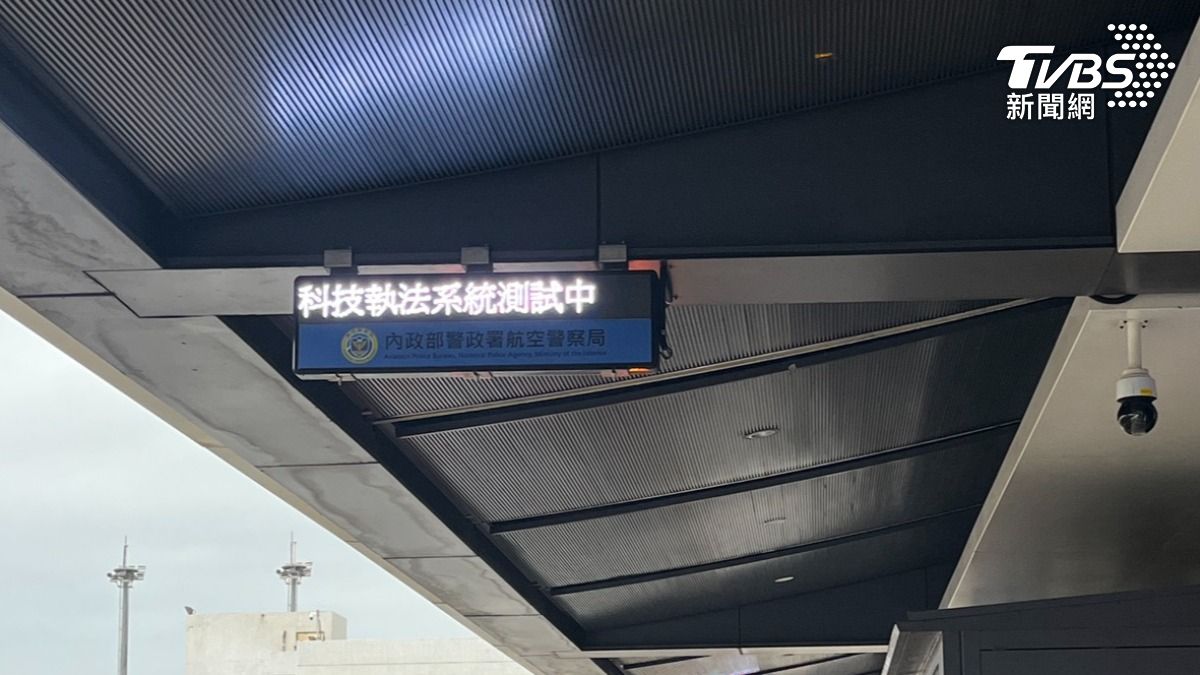 TVBS
新聞網
科技執法系統測試中
內政部警政署航空警察局
Aviation Police Bureau, National Police Agency, Ministry of the Interior